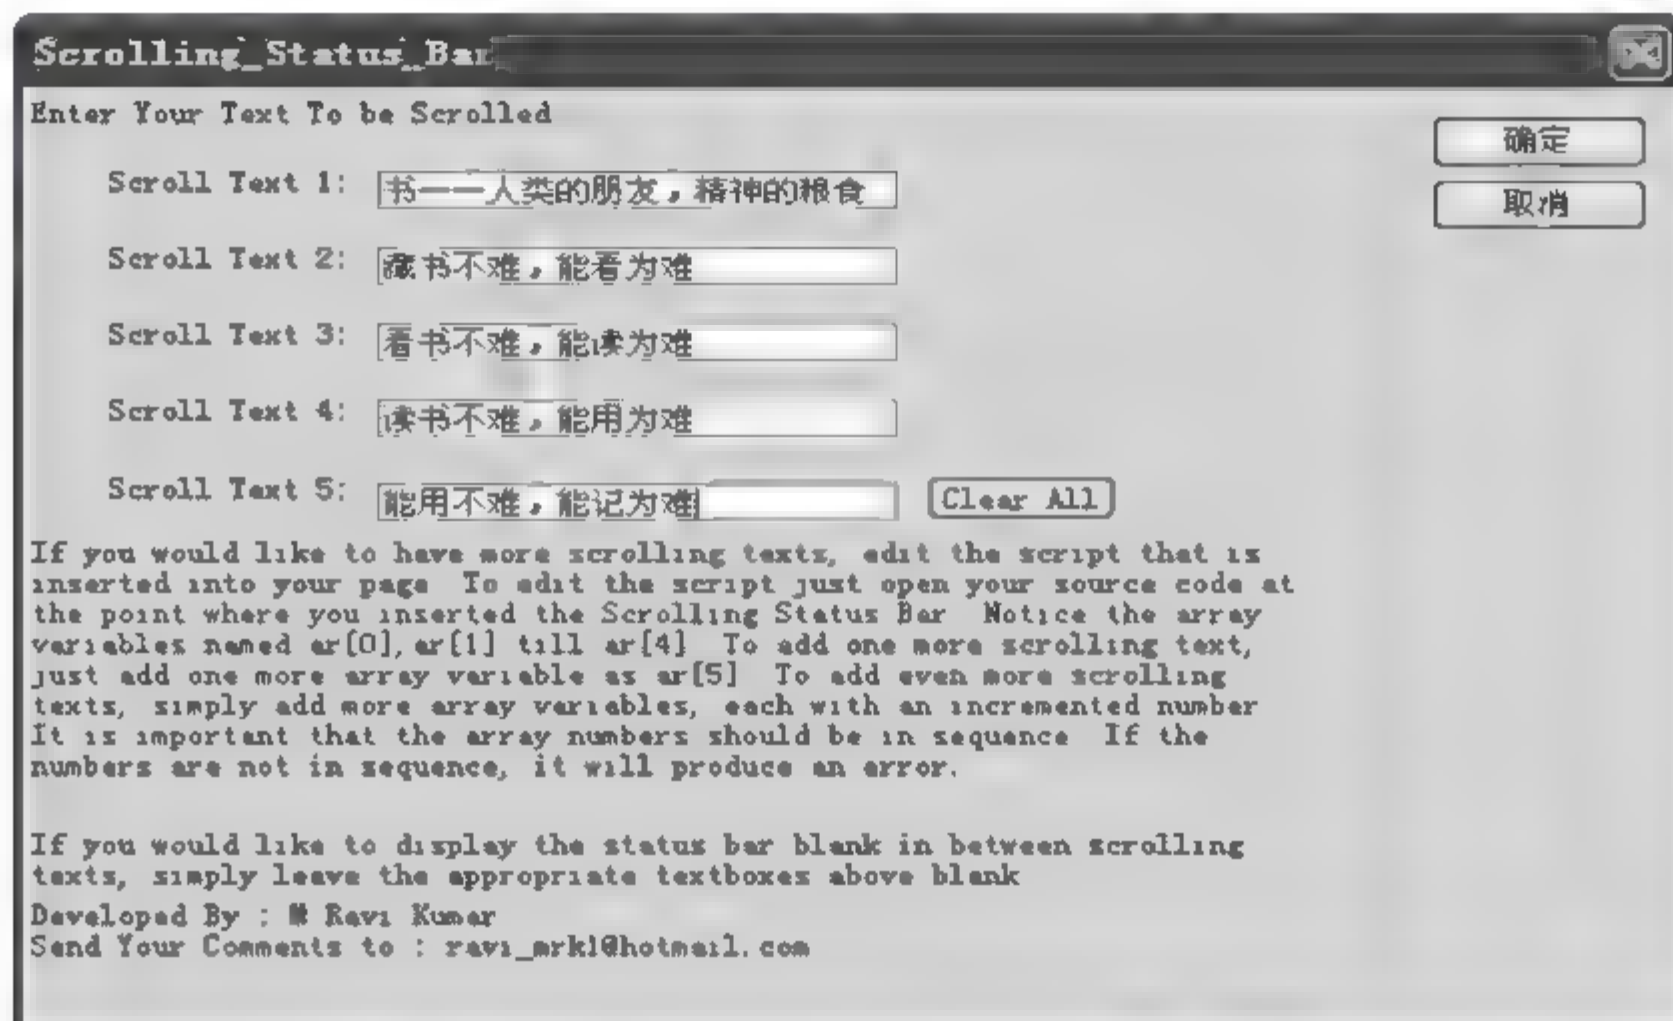 Scrolling_Status_Bar
Enter Your Text To be Scrolled
确定
Scroll Text 1: 书——人类的朋友，精神的粮食
取消
Scroll Text 2: 藏书不难，能看为难
Scroll Text 3: 看书不难，能读为难
Scroll Text 4: 读书不难，能用为难
Scroll Text 5: 能用不难，能记为难
Clear All
If you would like to have more scrolling texts, edit the script that is
inserted into your page To edit the script just open your source code at
the point where you inserted the Scrolling Status Bar Notice the array
variables named ar[0],ar[1] till ar[4] To add one more scrolling text,
just add one more array variable as ar[5] To add even more scrolling
texts, simply add more array variables, each with an incremented number
It is important that the array numbers should be in sequence If the
numbers are not in sequence, it will produce an error.
If you would like to display the status bar blank in between scrolling
texts, simply leave the appropriate textboxes above blank
Developed By : Ravi Kumar
Send Your Comments to : ravi_mrk1@hotmail.com